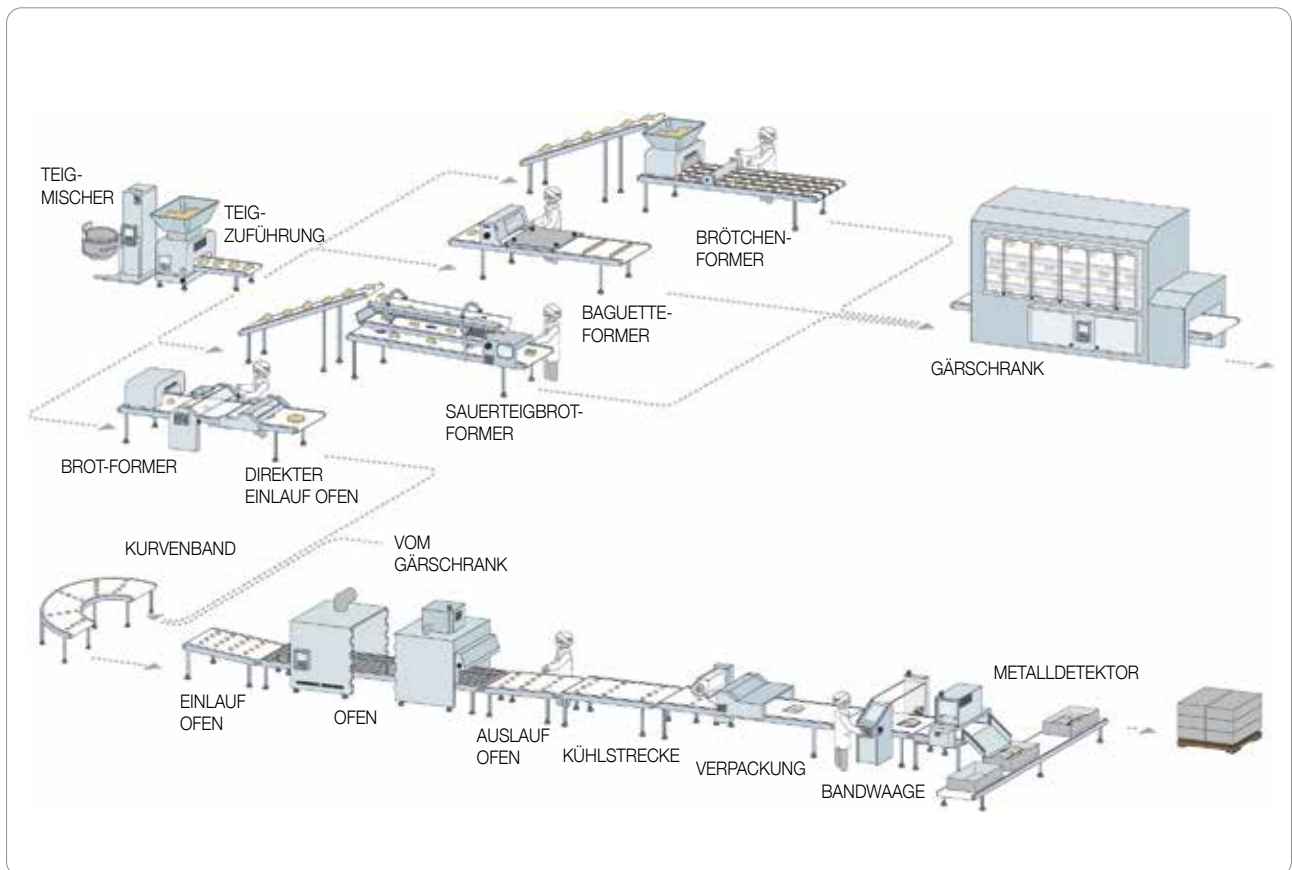 TEIG-
MISCHER
TEIG-
ZUFÜHRUNG
BRÖTCHEN-
FORMER
BAGUETTE-
FORMER
GÄRSCHRANK
SAUERTEIGBROT-
FORMER
BROT-FORMER
DIREKTER
EINLAUF OFEN
KURVENBAND
VOM
GÄRSCHRANK
EINLAUF
OFEN
OFEN
AUSLAUF
OFEN
KÜHLSTRECKE
VERPACKUNG
BANDWAAGE
METALLDETEKTOR